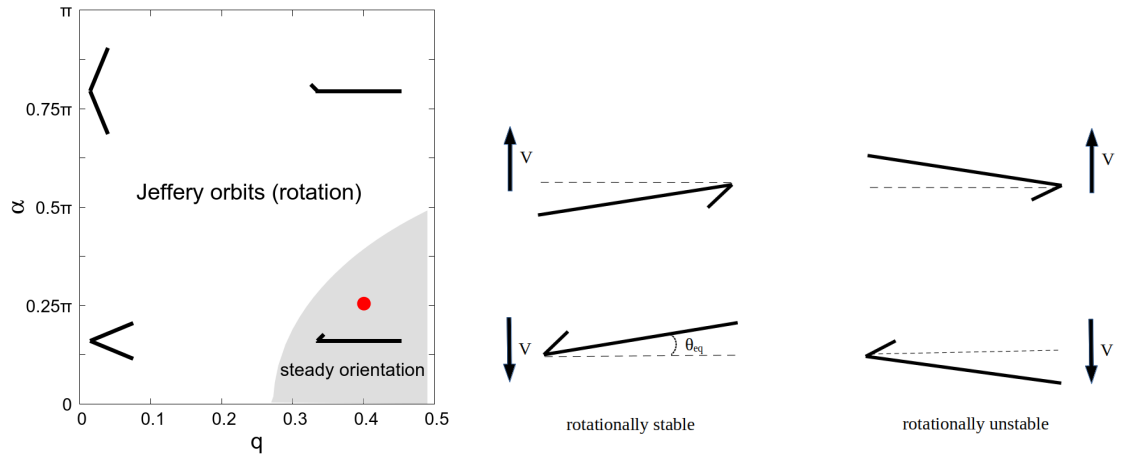 π
0.75π
Jeffery orbits (rotation)
α
0.5π
0.25π
steady orientation
0
0 0.1 0.2 0.3 0.4 0.5
q
V
V
θeq
rotationally stable
V
V
rotationally unstable